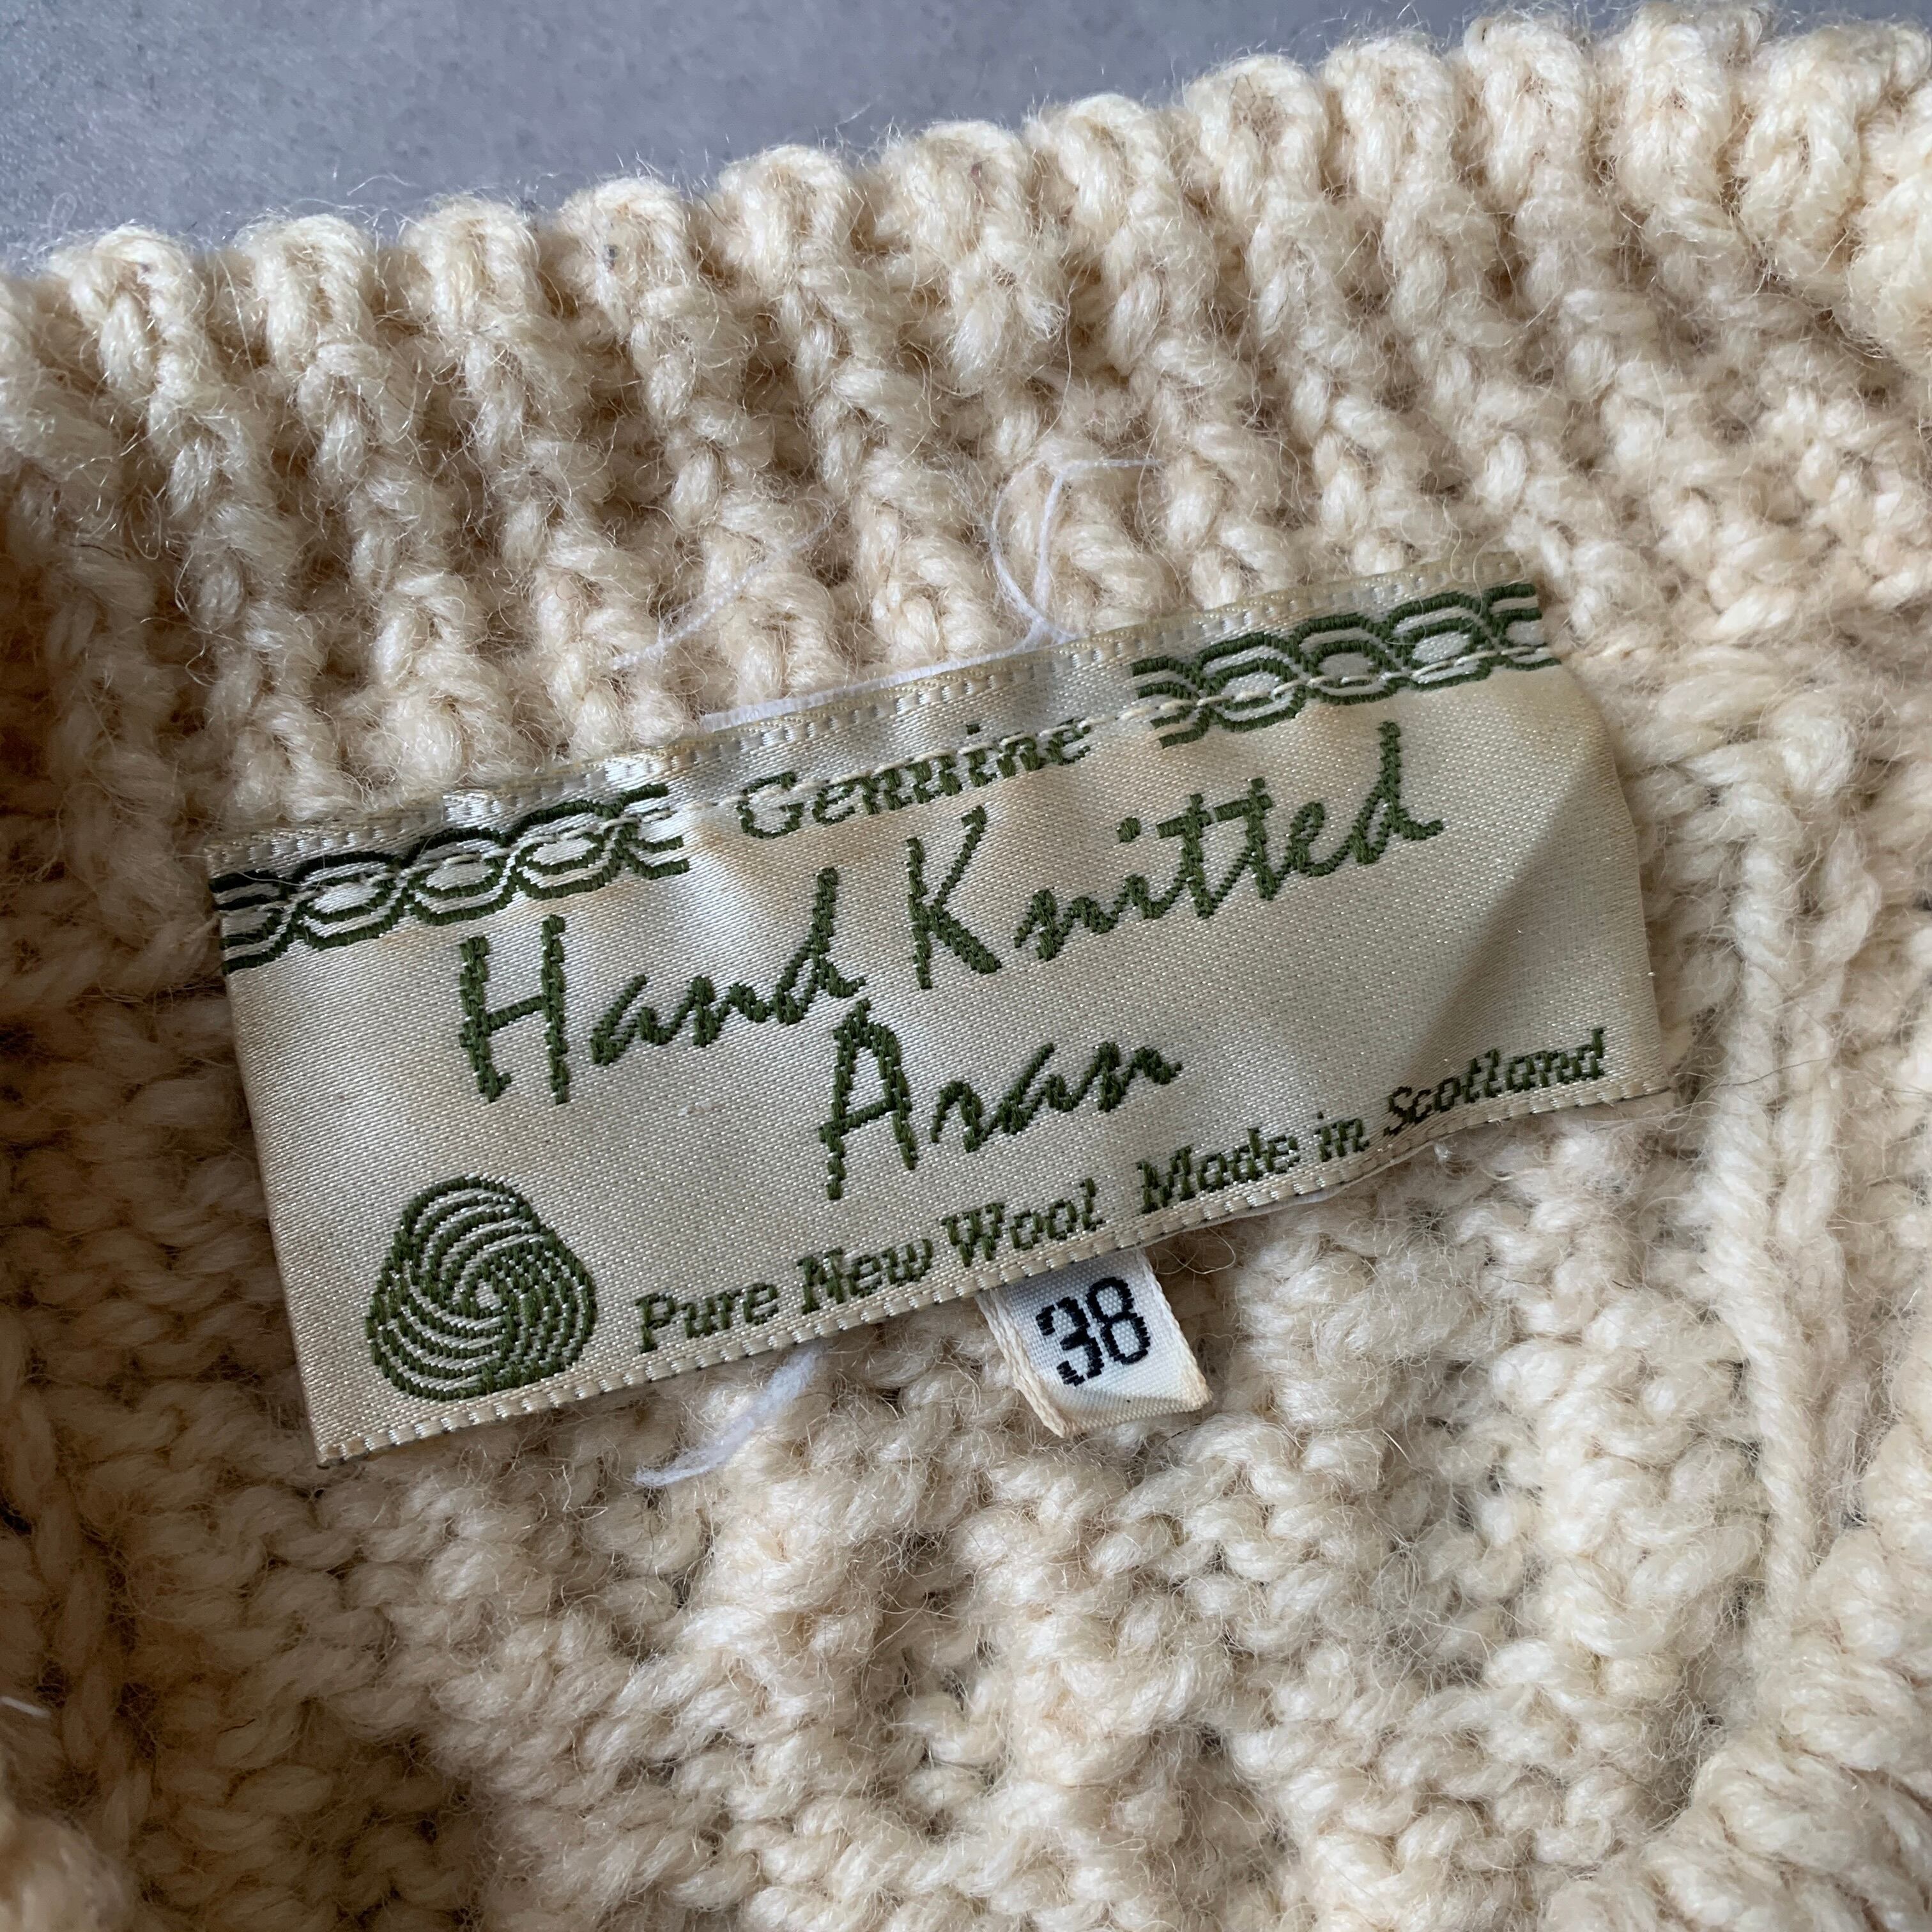 Genuine
Hand Knitted
Aran
Pure New Wool Made in Scotland
38